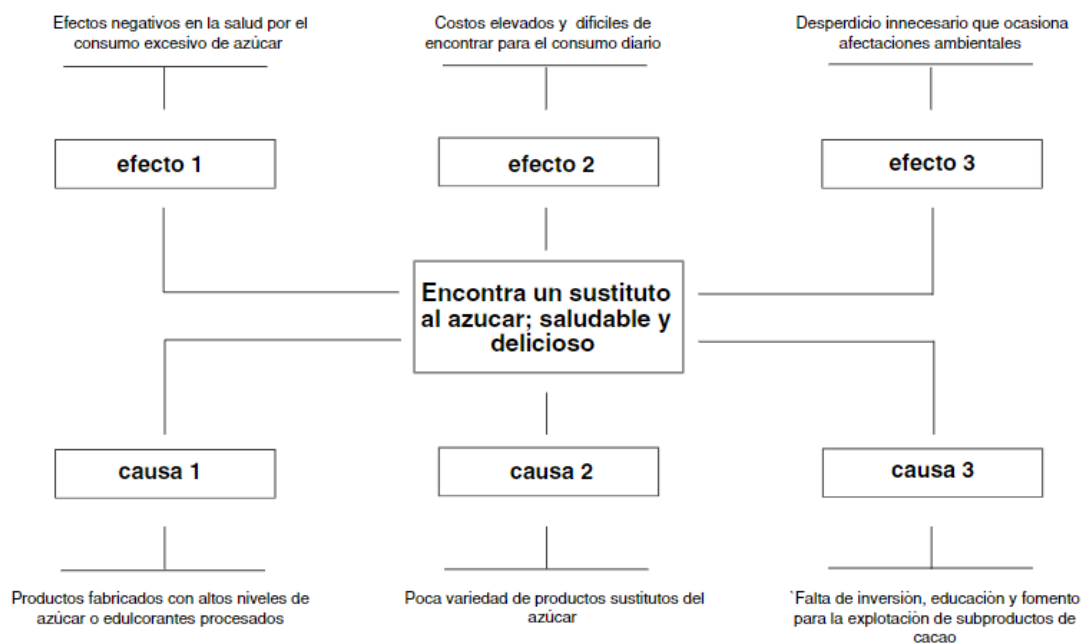 Efectos negativos en la salud por el
consumo excesivo de azúcar
Costos elevados y dificiles de
encontrar para el consumo diario
Desperdicio innecesario que ocasiona
afectaciones ambientales
efecto 1
efecto 2
efecto 3
Encontra un sustituto
al azucar; saludable y
delicioso
causa 1
causa 2
causa 3
Productos fabricados con altos niveles de
azúcar o edulcorantes procesados
Poca variedad de productos sustitutos del
azúcar
`Falta de inversiòn, educaciòn y fomento
para la explotaciòn de subproductos de
cacao